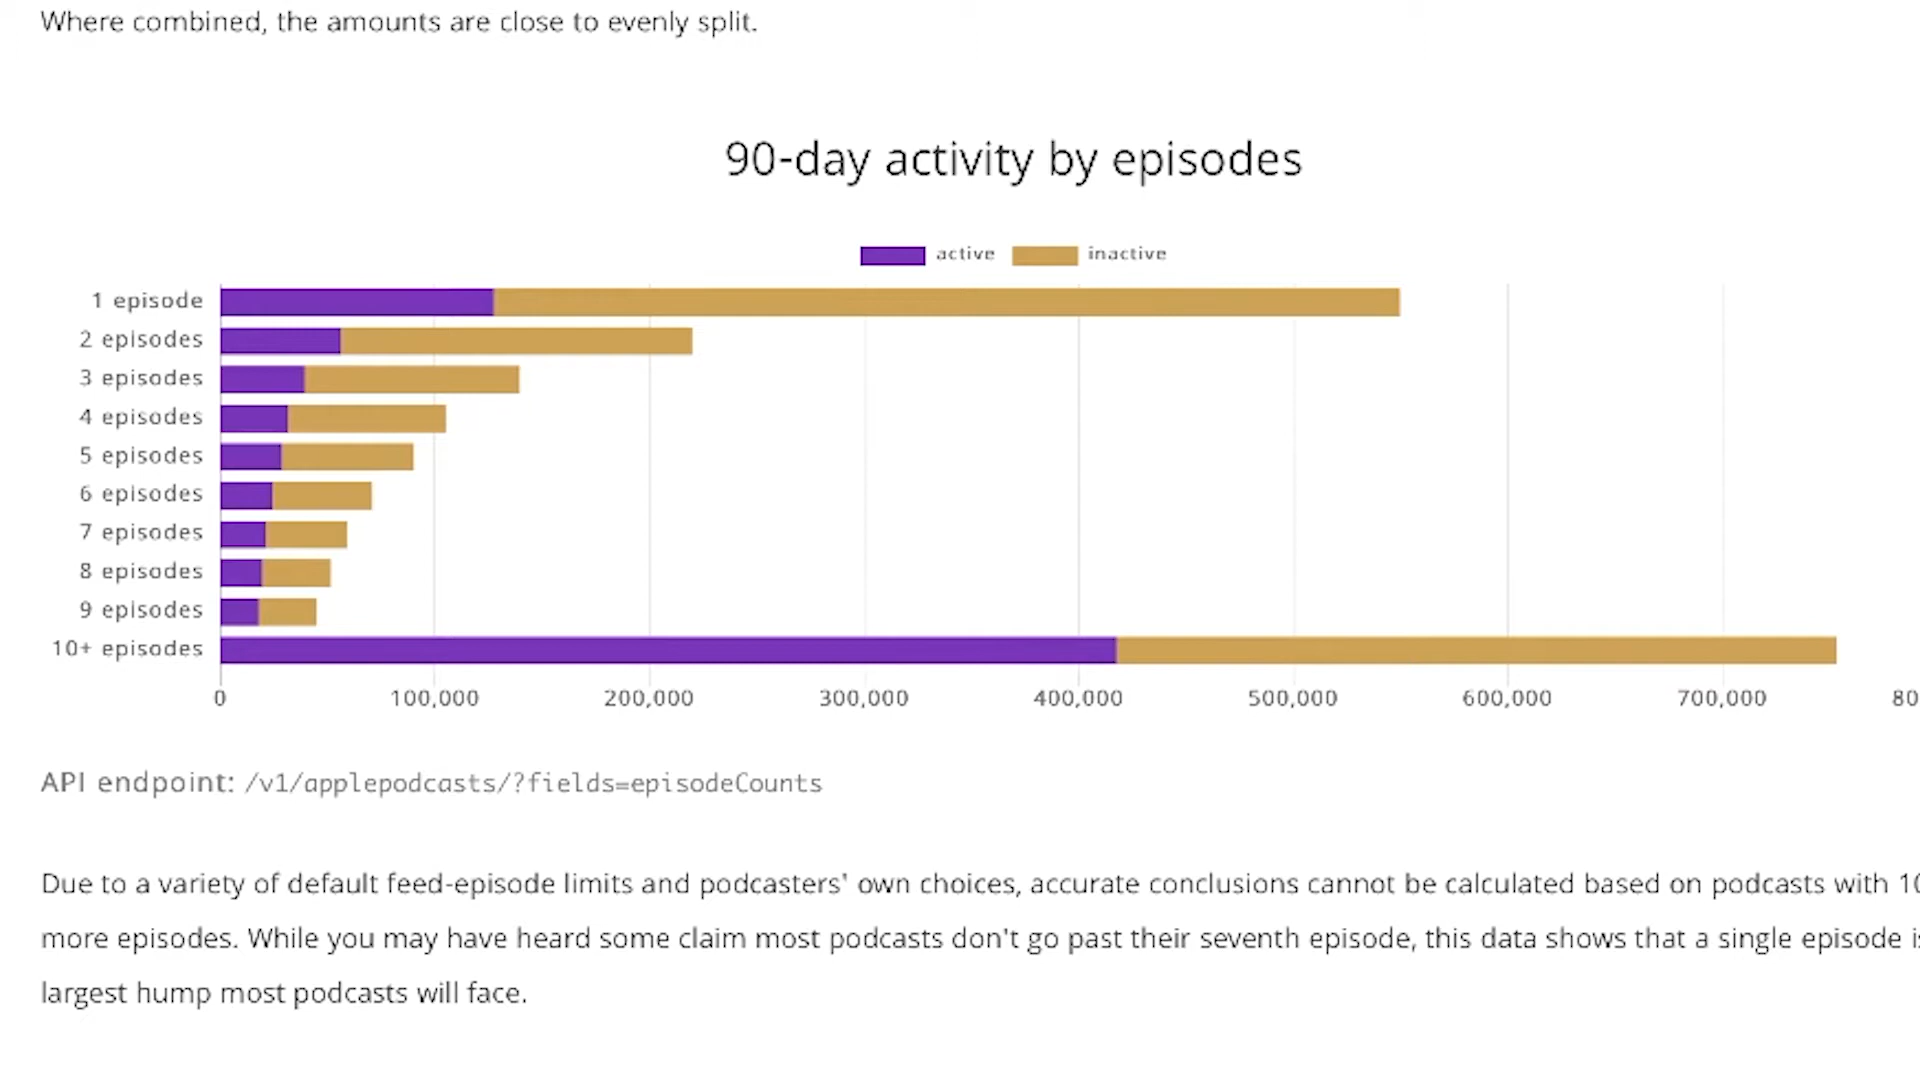 Where combined, the amounts are close to evenly split.
90-day activity by episodes
active inactive
1 episode
2 episodes
3 episodes
4 episodes
5 episodes
6 episodes
7 episodes
8 episodes
9 episodes
10+ episodes
0 100,000 200,000 300,000 400,000 500,000 600,000 700,000 80
API endpoint: /v1/applepodcasts/?fields=episodeCounts
Due to a variety of default feed-episode limits and podcasters' own choices, accurate conclusions cannot be calculated based on podcasts with 10
more episodes. While you may have heard some claim most podcasts don't go past their seventh episode, this data shows that a single episode is
largest hump most podcasts will face.